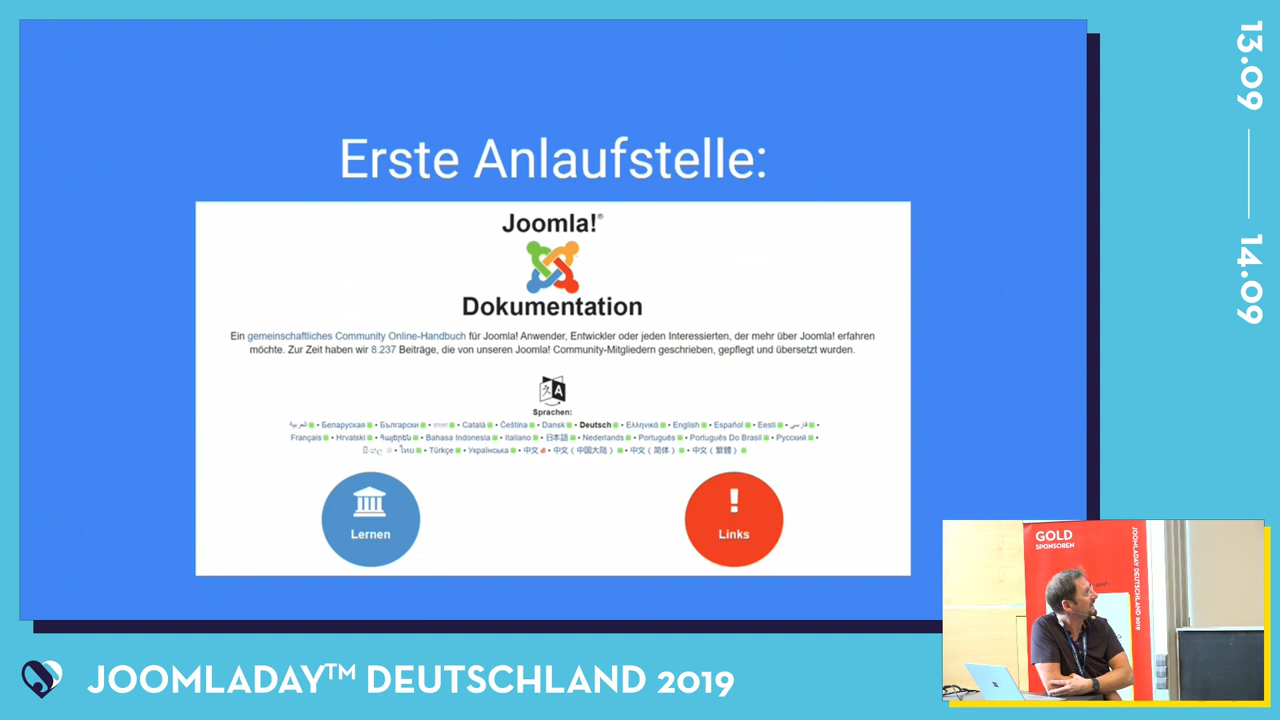 Erste Anlaufstelle:
Joomla!®
Dokumentation
Ein gemeinschaftliches Community Online-Handbuch für Joomla! Anwender, Entwickler oder jeden Interessierten, der mehr über Joomla! erfahren
möchte. Zur Zeit haben wir 8.237 Beiträge, die von unseren Joomla! Community-Mitgliedern geschrieben, gepflegt und übersetzt wurden.
Sprachen:
العربية • Беларуская • Български • • Català • Čeština • Dansk • Deutsch • Ελληνικά • English • Español • Eesti • فارسی •
Français • Hrvatski • Հայերեն • Bahasa Indonesia • Italiano • 日本語 • Nederlands • Português • Português Do Brasil • Русский •
• ไทย • Türkçe • Українська • 中文 • 中文（中国大陆） • 中文（简体） • 中文（繁體）
Lernen
Links
13.09
14.09
GOLD
SPONSOREN
JOOMLADAY DEUTSCHLAND 2019
JOOMLADAY™ DEUTSCHLAND 2019